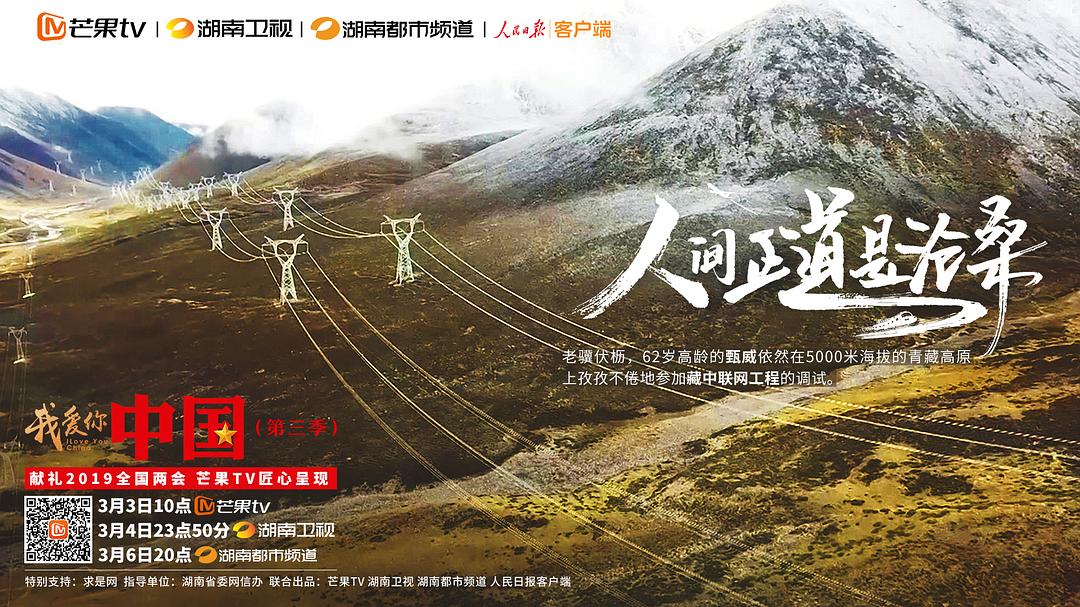 芒果tv | 湖南卫视 | 湖南都市频道 | 人民日报 | 客户端
人间正道是沧桑
老骥伏枥，62岁高龄的甄威依然在5000米海拔的青藏高原
上孜孜不倦地参加藏中联网工程的调试。
我爱你 中国（第三季）
I Love You
China
献礼2019全国两会 芒果TV匠心呈现
3月3日10点 芒果tv
3月4日23点50分 湖南卫视
3月6日20点 湖南都市频道
特别支持：求是网 指导单位：湖南省委网信办 联合出品：芒果TV 湖南卫视 湖南都市频道 人民日报客户端